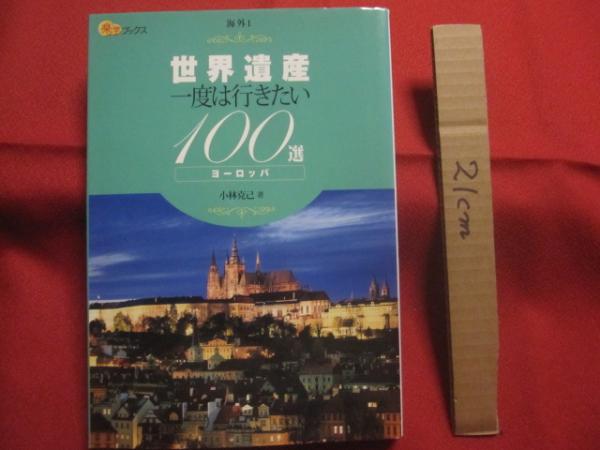 楽学ブックス
海外1
世界遺産
一度は行きたい
100選
ヨーロッパ
小林克己 著
21cm